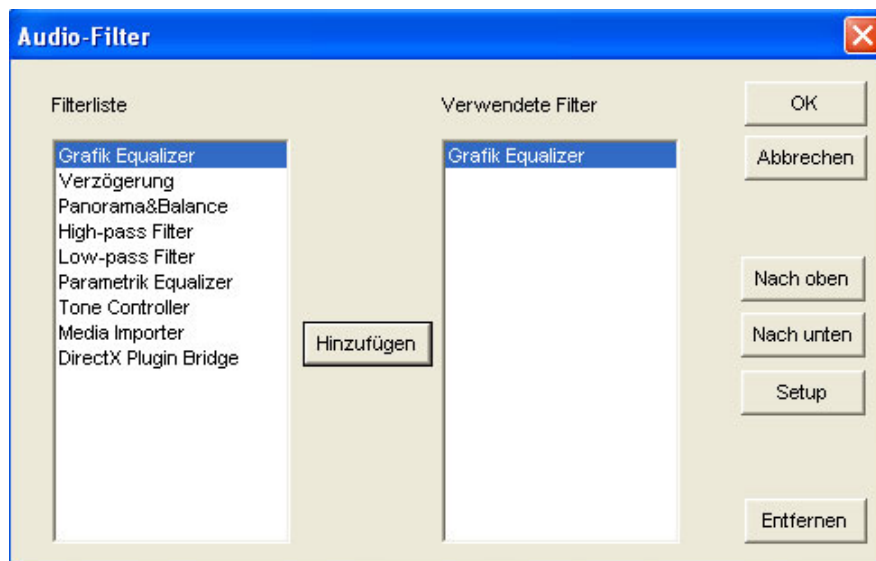 Audio-Filter
Filterliste
Verwendete Filter
OK
Abbrechen
Grafik Equalizer
Verzögerung
Panorama&Balance
High-pass Filter
Low-pass Filter
Parametrik Equalizer
Tone Controller
Media Importer
DirectX Plugin Bridge
Hinzufügen
Grafik Equalizer
Nach oben
Nach unten
Setup
Entfernen